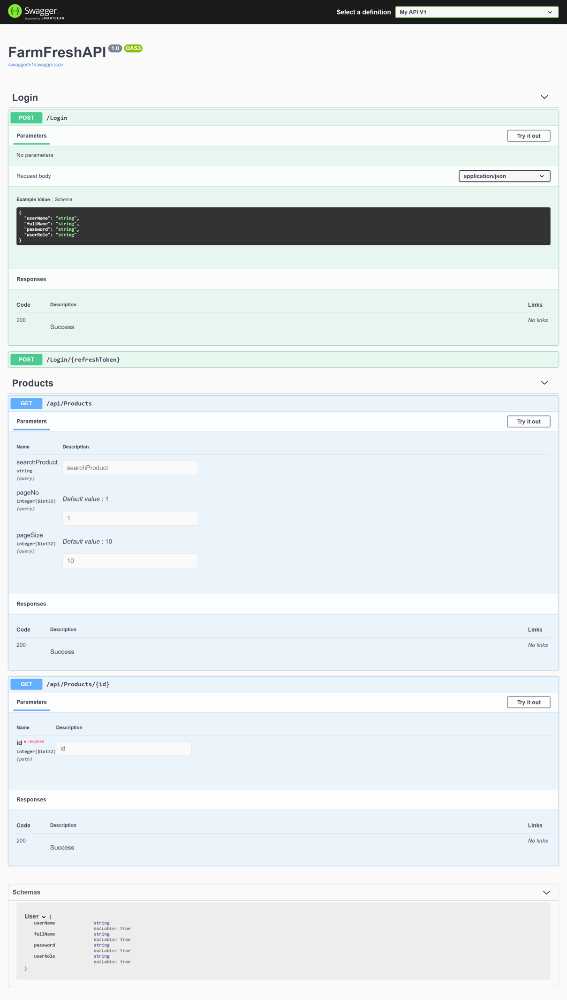 Swagger
Supported by SMARTBEAR
Select a definition
My API V1
FarmFreshAPI 1.0 OAS3
/swagger/v1/swagger.json
Login
POST /Login
Parameters
Try it out
No parameters
Request body
application/json
Example Value | Schema
{
"userName": "string",
"fullName": "string",
"password": "string",
"userRole": "string"
}
Responses
Code Description Links
200 No links
Success
POST /Login/{refreshToken}
Products
GET /api/Products
Parameters
Try it out
Name Description
searchProduct
string
(query)
searchProduct
pageNo
integer($int32)
(query)
Default value : 1
1
pageSize
integer($int32)
(query)
Default value : 10
10
Responses
Code Description Links
200 No links
Success
GET /api/Products/{id}
Parameters
Try it out
Name Description
id * required
integer($int32)
(path)
id
Responses
Code Description Links
200 No links
Success
Schemas
User {
userName string
nullable: true
fullName string
nullable: true
password string
nullable: true
userRole string
nullable: true
}